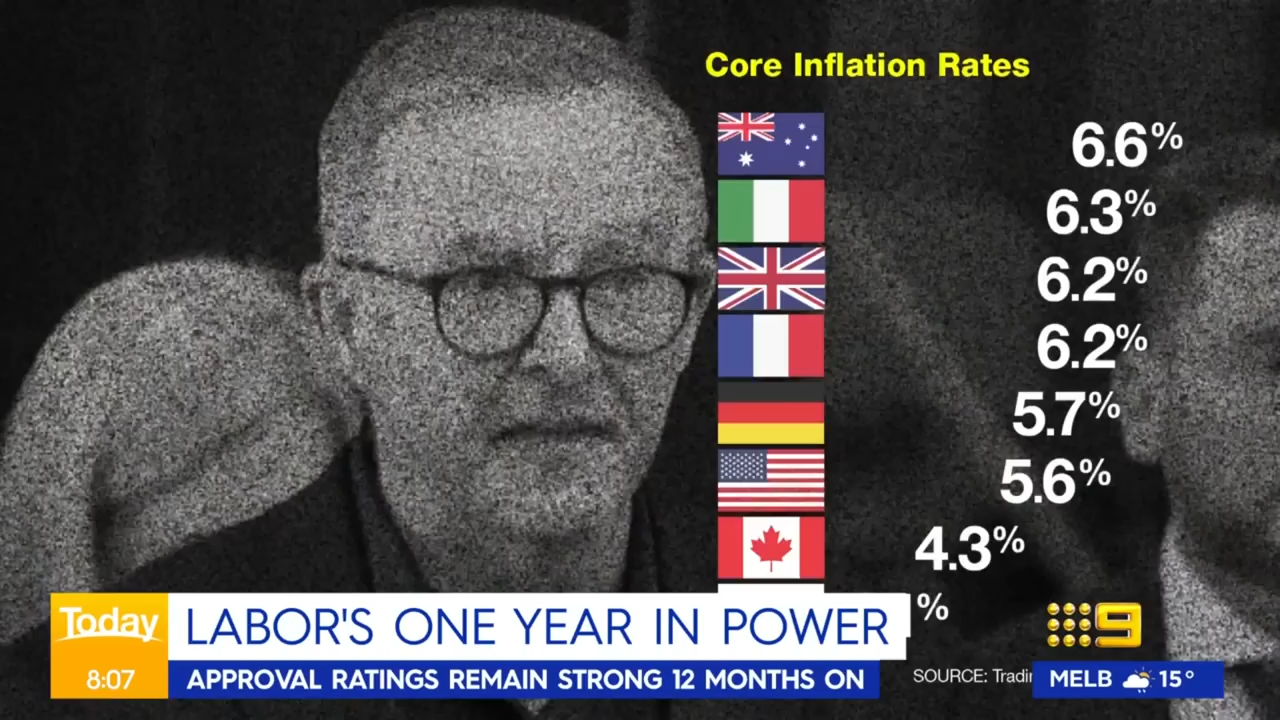 Core Inflation Rates
6.6%
6.3%
6.2%
6.2%
5.7%
5.6%
4.3%
%
Today
8:07
LABOR'S ONE YEAR IN POWER
APPROVAL RATINGS REMAIN STRONG 12 MONTHS ON
9
SOURCE:
MELB 15°